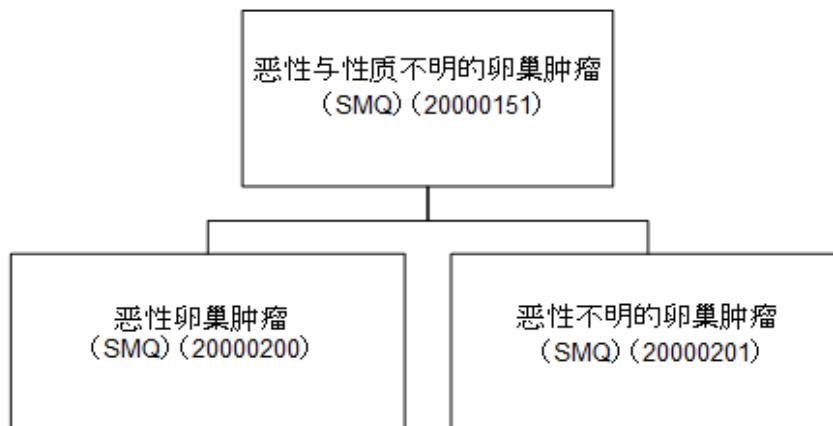 恶性与性质不明的卵巢肿瘤
（SMQ）（20000151）
恶性卵巢肿瘤
（SMQ）（20000200）
恶性不明的卵巢肿瘤
（SMQ）（20000201）